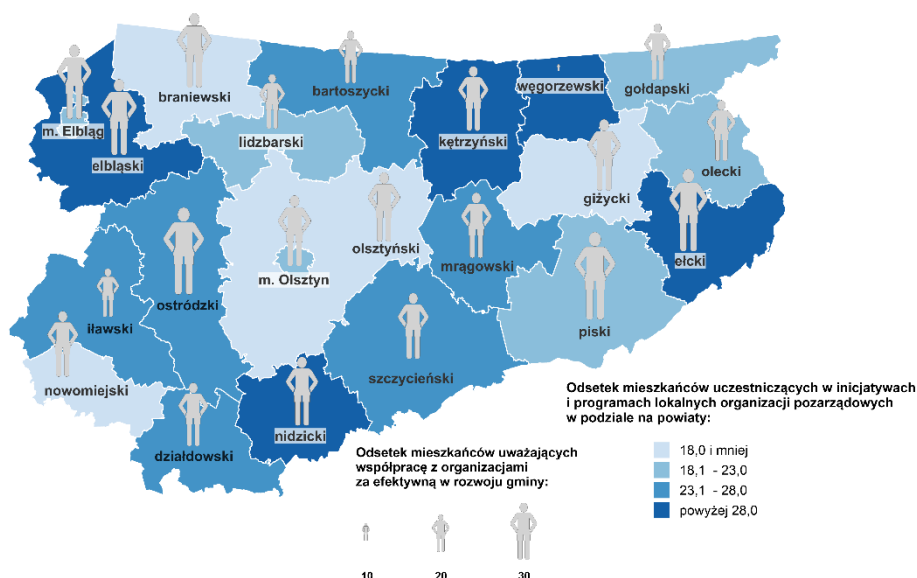 braniewski
bartoszycki
węgorzewski
gołdapski
m. Elbląg
lidzbarski
kętrzyński
elbląski
olecki
giżycki
olsztyński
ełcki
mrągowski
m. Olsztyn
ostródzki
iławski
piski
szczycieński
nowomiejski
nidzicki
działdowski
Odsetek mieszkańców uczestniczących w inicjatywach
i programach lokalnych organizacji pozarządowych
w podziale na powiaty:
18,0 i mniej
18,1 - 23,0
23,1 - 28,0
powyżej 28,0
Odsetek mieszkańców uważających
współpracę z organizacjami
za efektywną w rozwoju gminy:
10 20 30